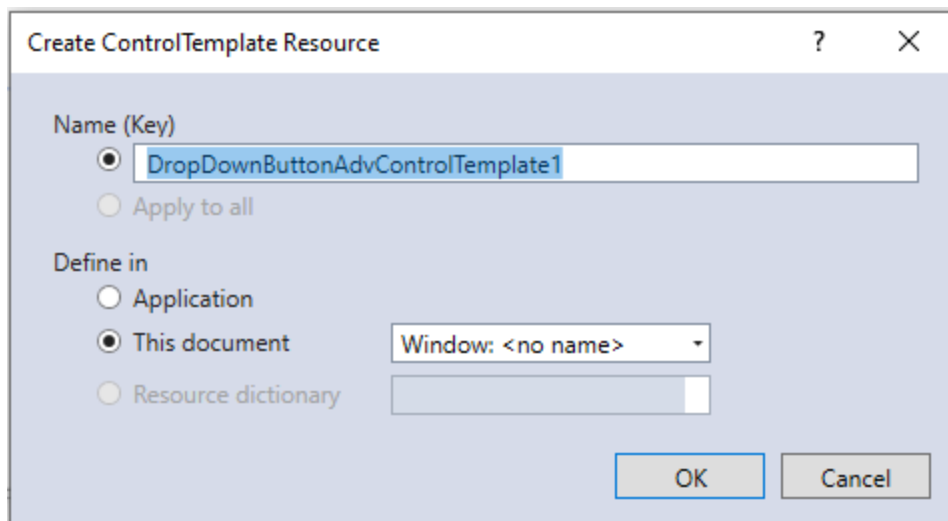 Create ControlTemplate Resource
?
Name (Key)
DropDownButtonAdvControlTemplate1
Apply to all
Define in
Application
This document
Window: <no name>
Resource dictionary
OK
Cancel